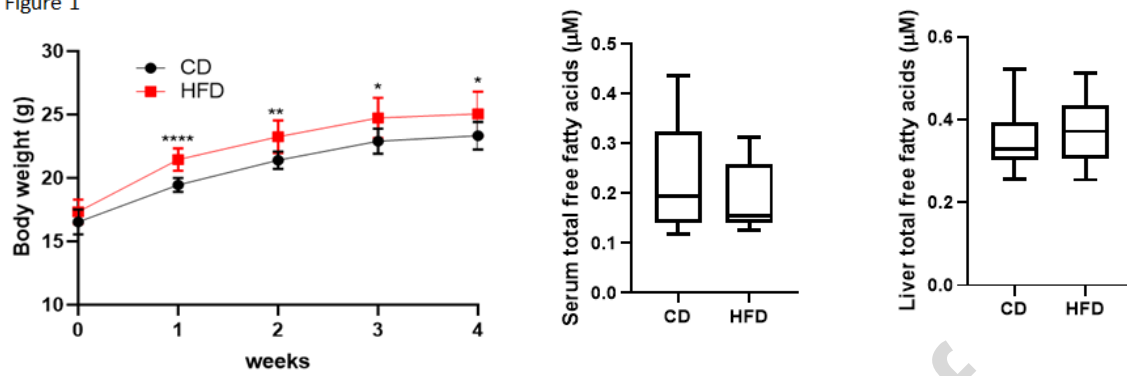 Figure 1
Body weight (g)
30
25
20
15
10
CD
HFD
****
**
*
*
0 1 2 3 4
weeks
Serum total free fatty acids (μM)
0.5
0.4
0.3
0.2
0.1
0.0
CD HFD
Liver total free fatty acids (μM)
0.6
0.4
0.2
0.0
CD HFD